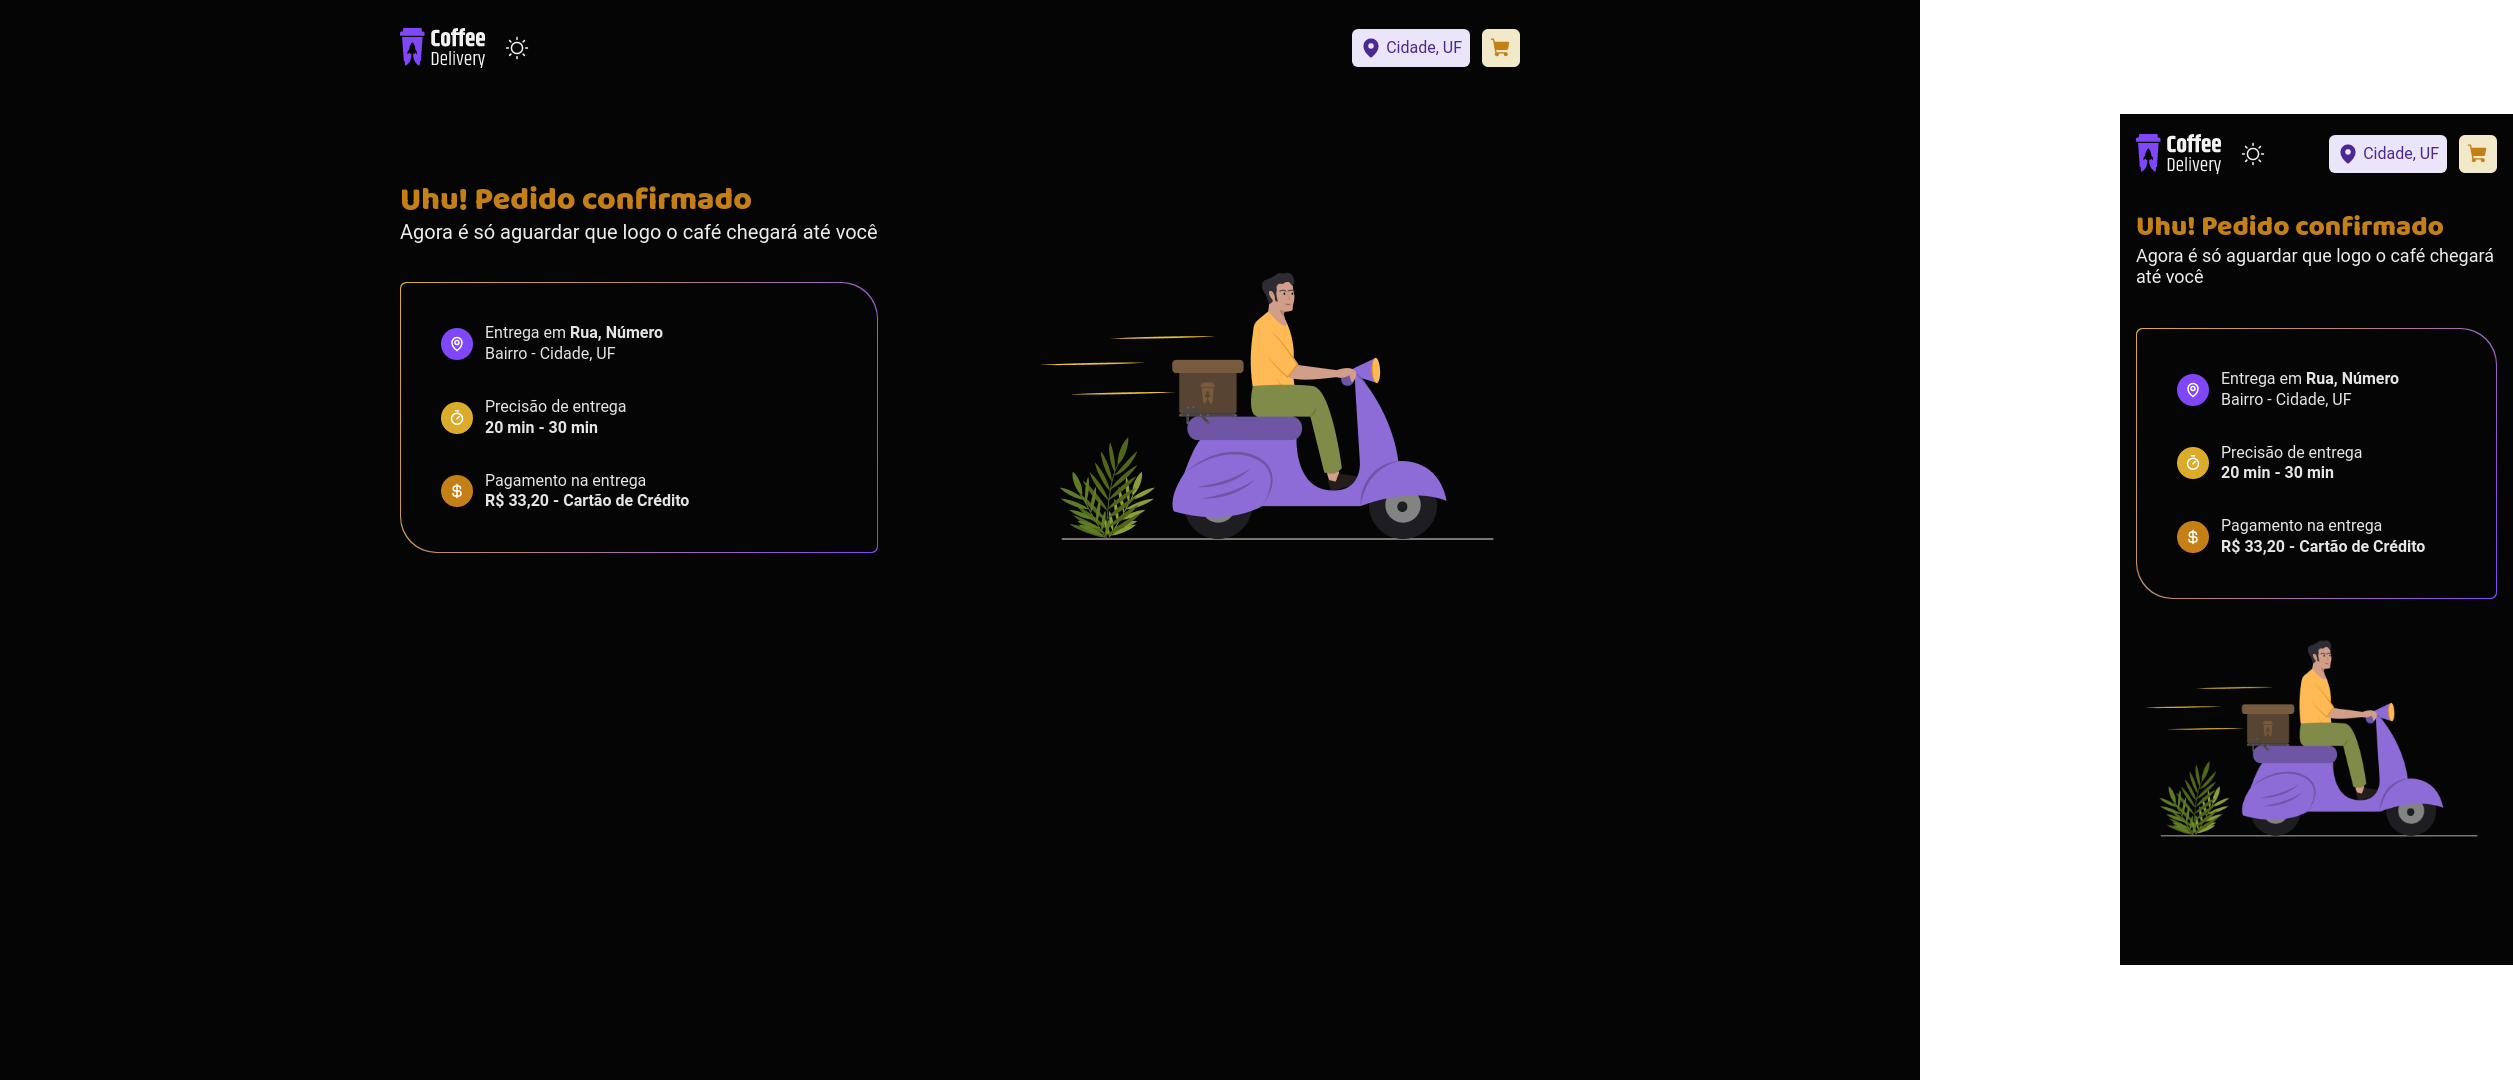 Coffee
Delivery
Cidade, UF
Uhu! Pedido confirmado
Agora é só aguardar que logo o café chegará até você
Entrega em Rua, Número
Bairro - Cidade, UF
Precisão de entrega
20 min - 30 min
Pagamento na entrega
R$ 33,20 - Cartão de Crédito
Coffee
Delivery
Cidade, UF
Uhu! Pedido confirmado
Agora é só aguardar que logo o café chegará
até você
Entrega em Rua, Número
Bairro - Cidade, UF
Precisão de entrega
20 min - 30 min
Pagamento na entrega
R$ 33,20 - Cartão de Crédito